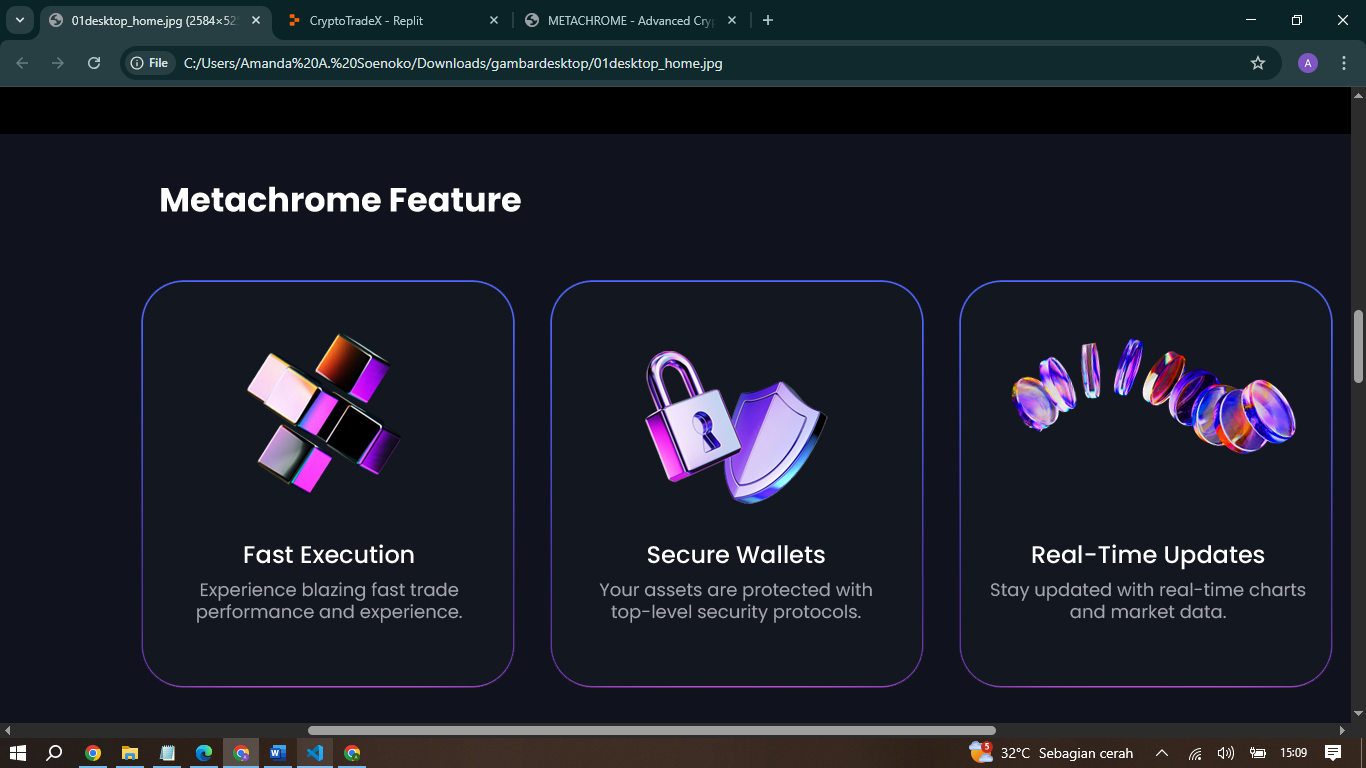 01desktop_home.jpg (2584×52
CryptoTradeX - Replit
METACHROME - Advanced Cry
File
C:/Users/Amanda%20A.%20Soenoko/Downloads/gambardesktop/01desktop_home.jpg
A
Metachrome Feature
Fast Execution
Experience blazing fast trade
performance and experience.
Secure Wallets
Your assets are protected with
top-level security protocols.
Real-Time Updates
Stay updated with real-time charts
and market data.
5
32°C Sebagian cerah
15:09